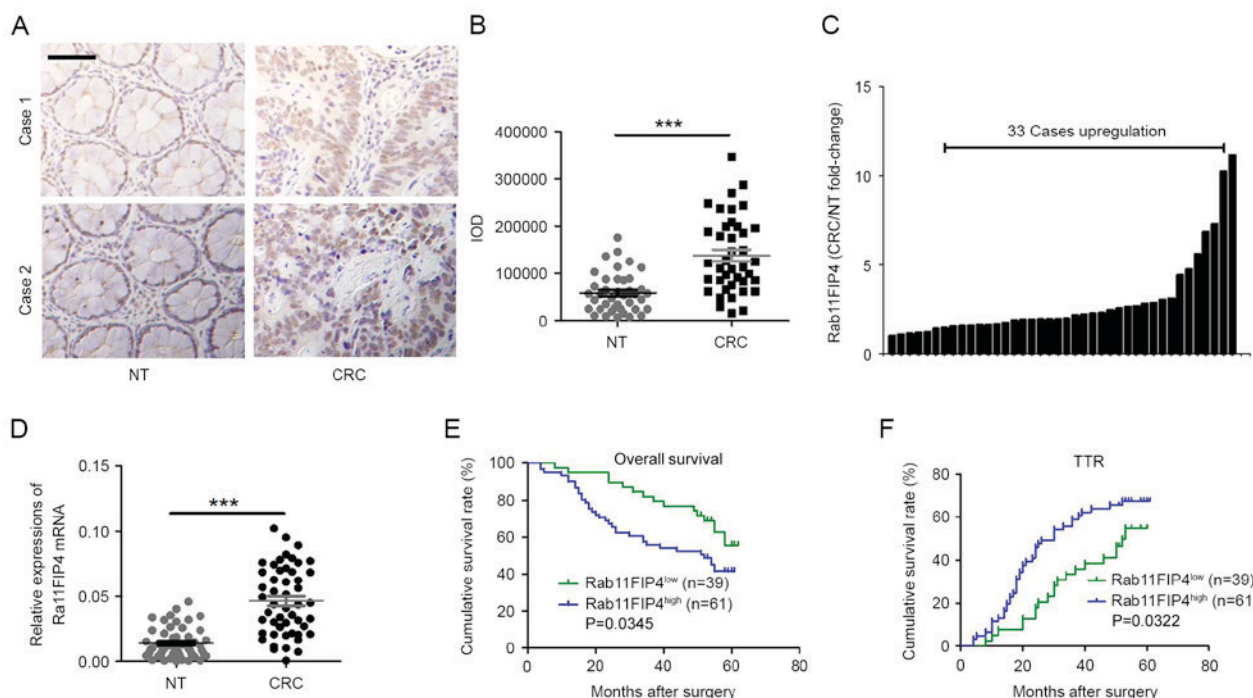 A
Case 1
Case 2
NT
CRC
B
IOD
400000
300000
200000
100000
0
***
NT
CRC
C
Rab11FIP4 (CRC/NT fold-change)
15
10
5
0
33 Cases upregulation
D
Relative expressions of
Ra11FIP4 mRNA
0.15
0.10
0.05
0.00
***
NT
CRC
E
Cumulative survival rate (%)
Overall survival
100
80
60
40
20
0
Rab11FIP4low (n=39)
Rab11FIP4high (n=61)
P=0.0345
0
20
40
60
80
Months after surgery
F
Cumulative survival rate (%)
TTR
80
60
40
20
0
Rab11FIP4low (n=39)
Rab11FIP4high (n=61
P=0.0322
0
20
40
60
80
Months after surgery